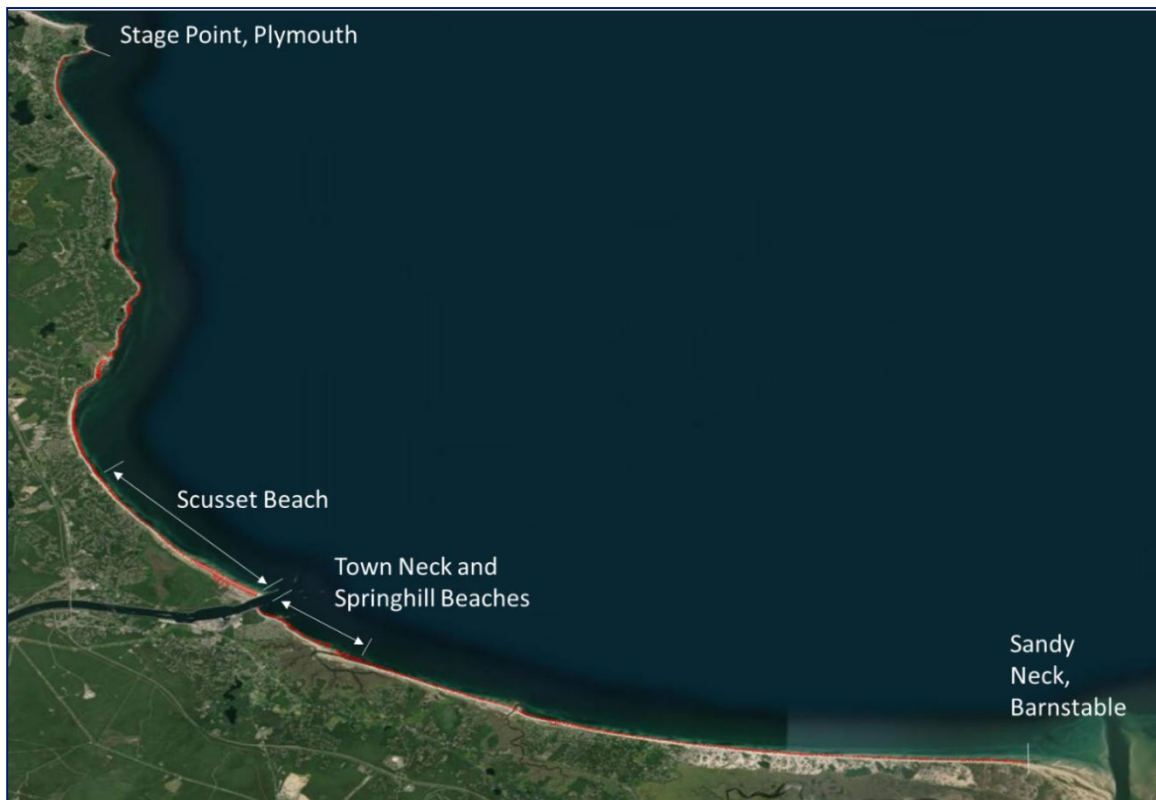 Stage Point, Plymouth
Scusset Beach
Town Neck and
Springhill Beaches
Sandy
Neck,
Barnstable